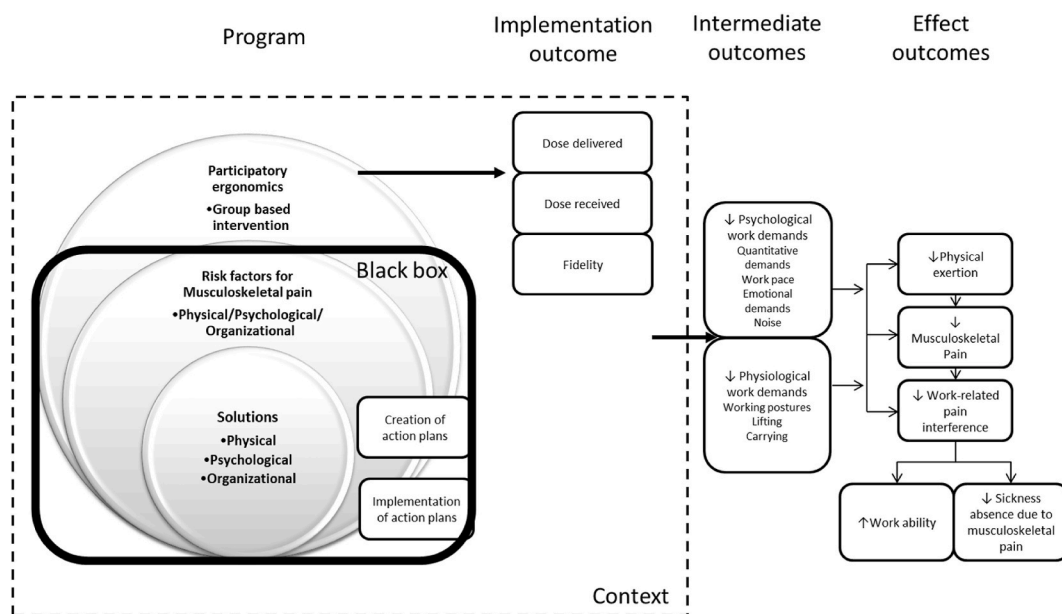 Program
Implementation
outcome
Intermediate
outcomes
Effect
outcomes
Participatory
ergonomics
•Group based
intervention
Black box
Risk factors for
Musculoskeletal pain
•Physical/Psychological/
Organizational
Solutions
•Physical
•Psychological
•Organizational
Creation of
action plans
Implementation
of action plans
Dose delivered
Dose received
Fidelity
Context
↓ Psychological
work demands
Quantitative
demands
Work pace
Emotional
demands
Noise
↓ Physiological
work demands
Working postures
Lifting
Carrying
↓Physical
exertion
↓
Musculoskeletal
Pain
↓ Work-related
pain
interference
↑Work ability
↓ Sickness
absence due to
musculoskeletal
pain